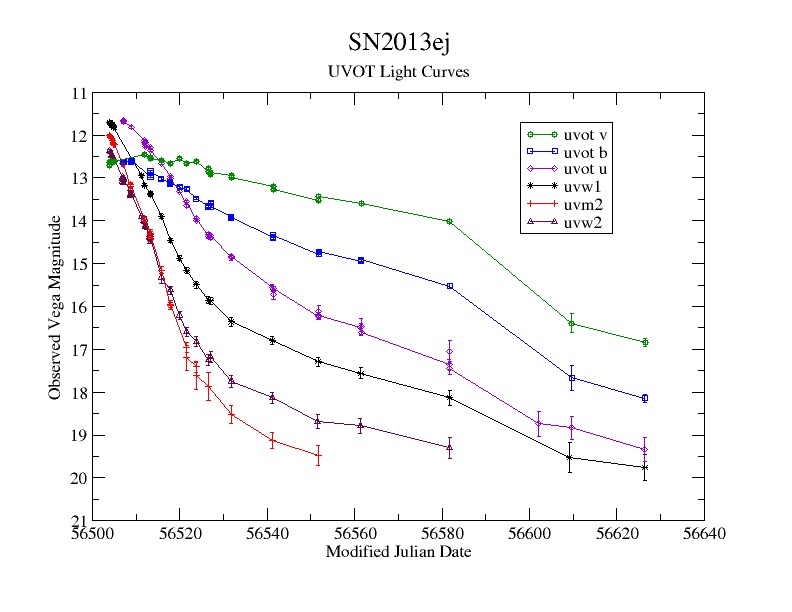 SN2013ej
UVOT Light Curves
Observed Vega Magnitude
11
12
13
14
15
16
17
18
19
20
21
uvot v
uvot b
uvot u
uvw1
uvm2
uvw2
56500 56520 56540 56560 56580 56600 56620 56640
Modified Julian Date